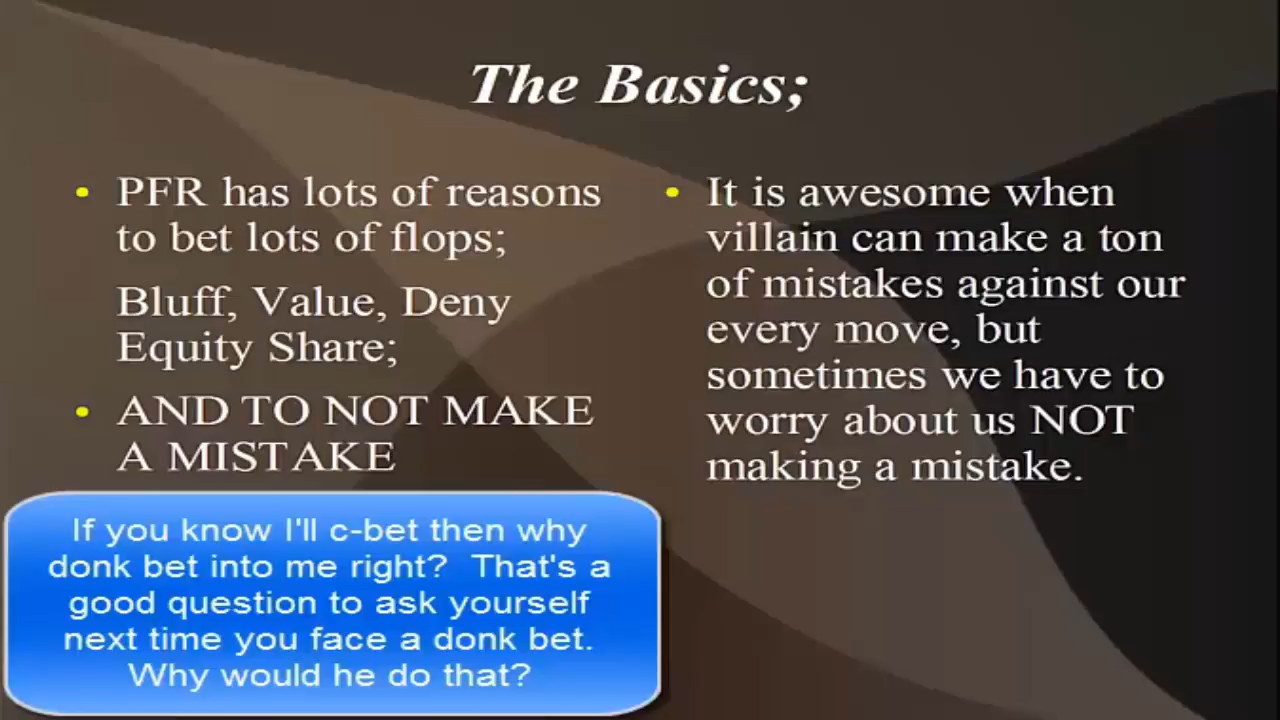 The Basics;
• PFR has lots of reasons
to bet lots of flops;
Bluff, Value, Deny
Equity Share;
• AND TO NOT MAKE
A MISTAKE
• It is awesome when
villain can make a ton
of mistakes against our
every move, but
sometimes we have to
worry about us NOT
making a mistake.
If you know I'll c-bet then why
donk bet into me right? That's a
good question to ask yourself
next time you face a donk bet.
Why would he do that?